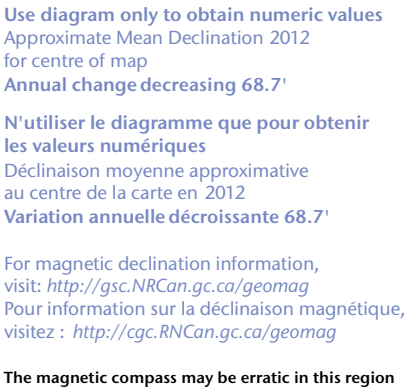 Use diagram only to obtain numeric values
Approximate Mean Declination 2012
for centre of map
Annual change decreasing 68.7'
N'utiliser le diagramme que pour obtenir
les valeurs numériques
Déclinaison moyenne approximative
au centre de la carte en 2012
Variation annuelle décroissante 68.7'
For magnetic declination information,
visit: http://gsc.NRCan.gc.ca/geomag
Pour information sur la déclinaison magnétique,
visitez : http://cgc.RNCan.gc.ca/geomag
The magnetic compass may be erratic in this region